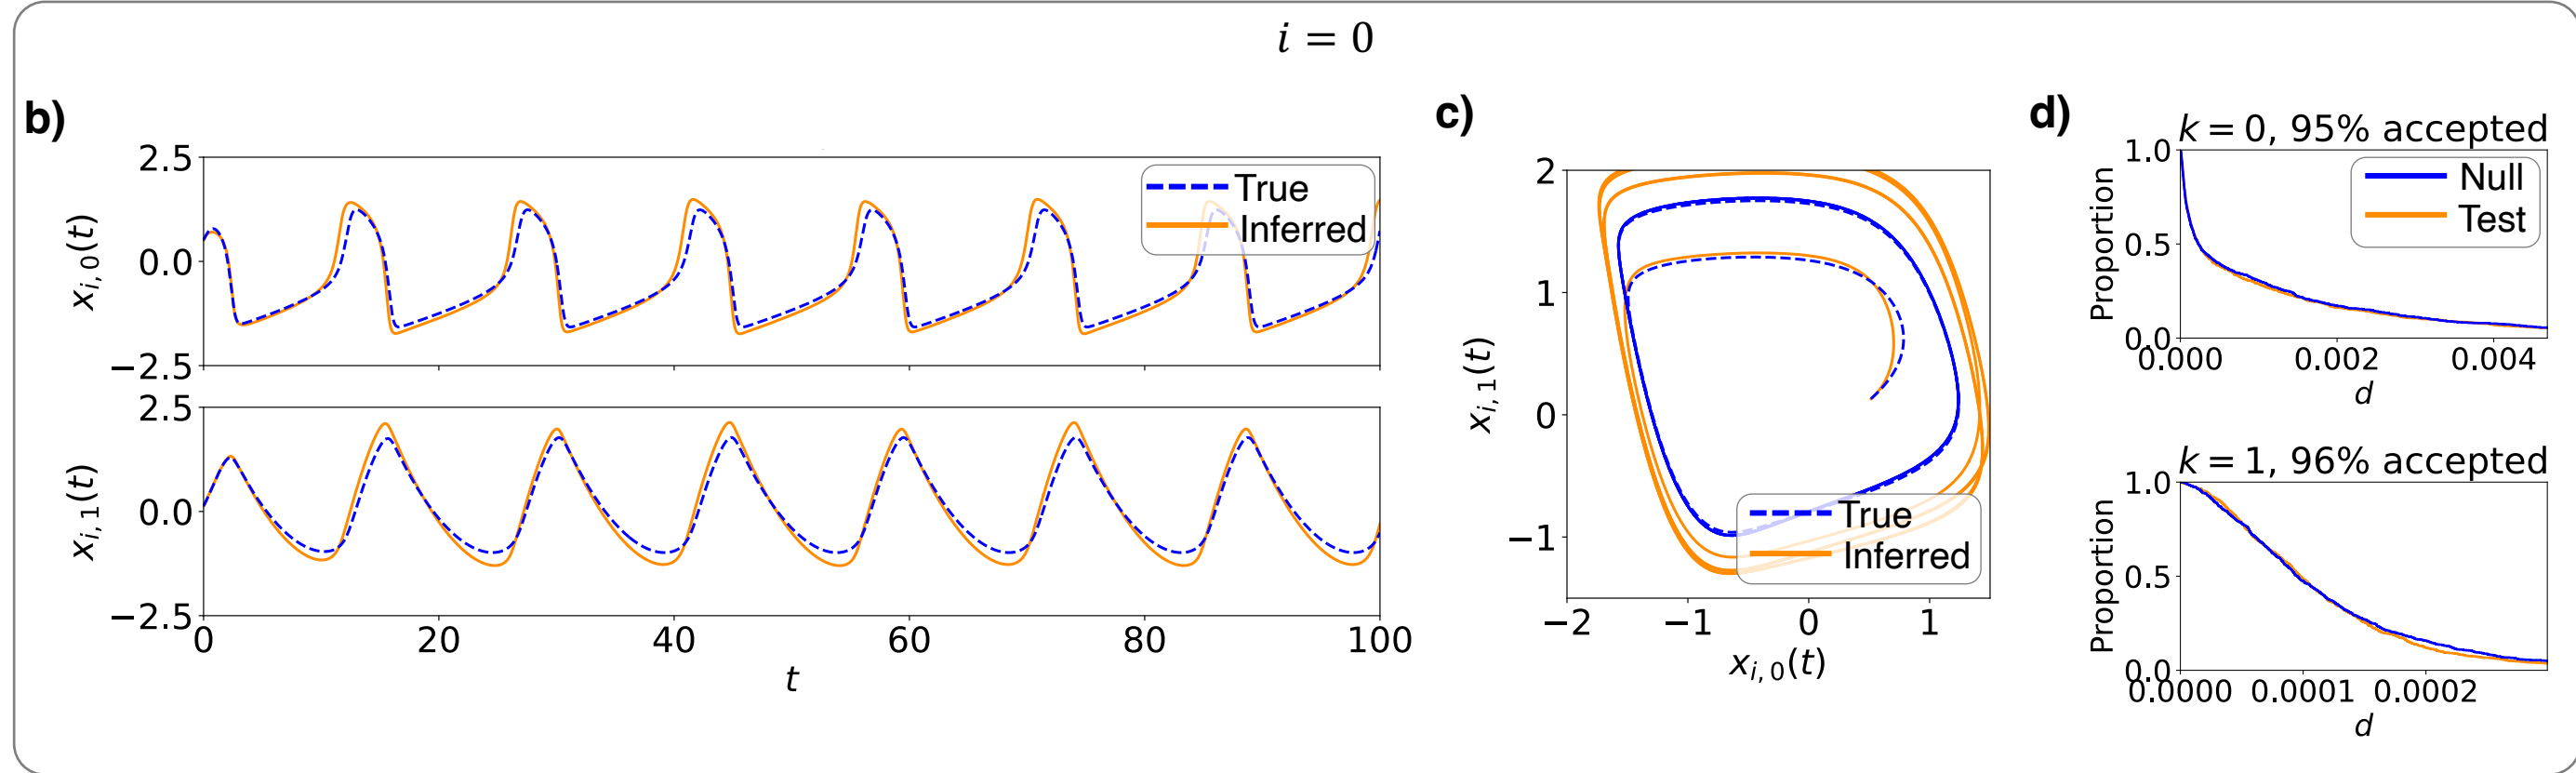 i = 0
b)
2.5
0.0
−2.5
x_{i,0}(t)
True
Inferred
2.5
0.0
−2.5
x_{i,1}(t)
0 20 40 60 80 100
t
c)
2
1
0
−1
x_{i,1}(t)
True
Inferred
−2 −1 0 1
x_{i,0}(t)
d)
k = 0, 95% accepted
1.0
0.5
0.0
Proportion
Null
Test
0.000 0.002 0.004
d
k = 1, 96% accepted
1.0
0.5
0.0
Proportion
0.0000 0.0001 0.0002
d